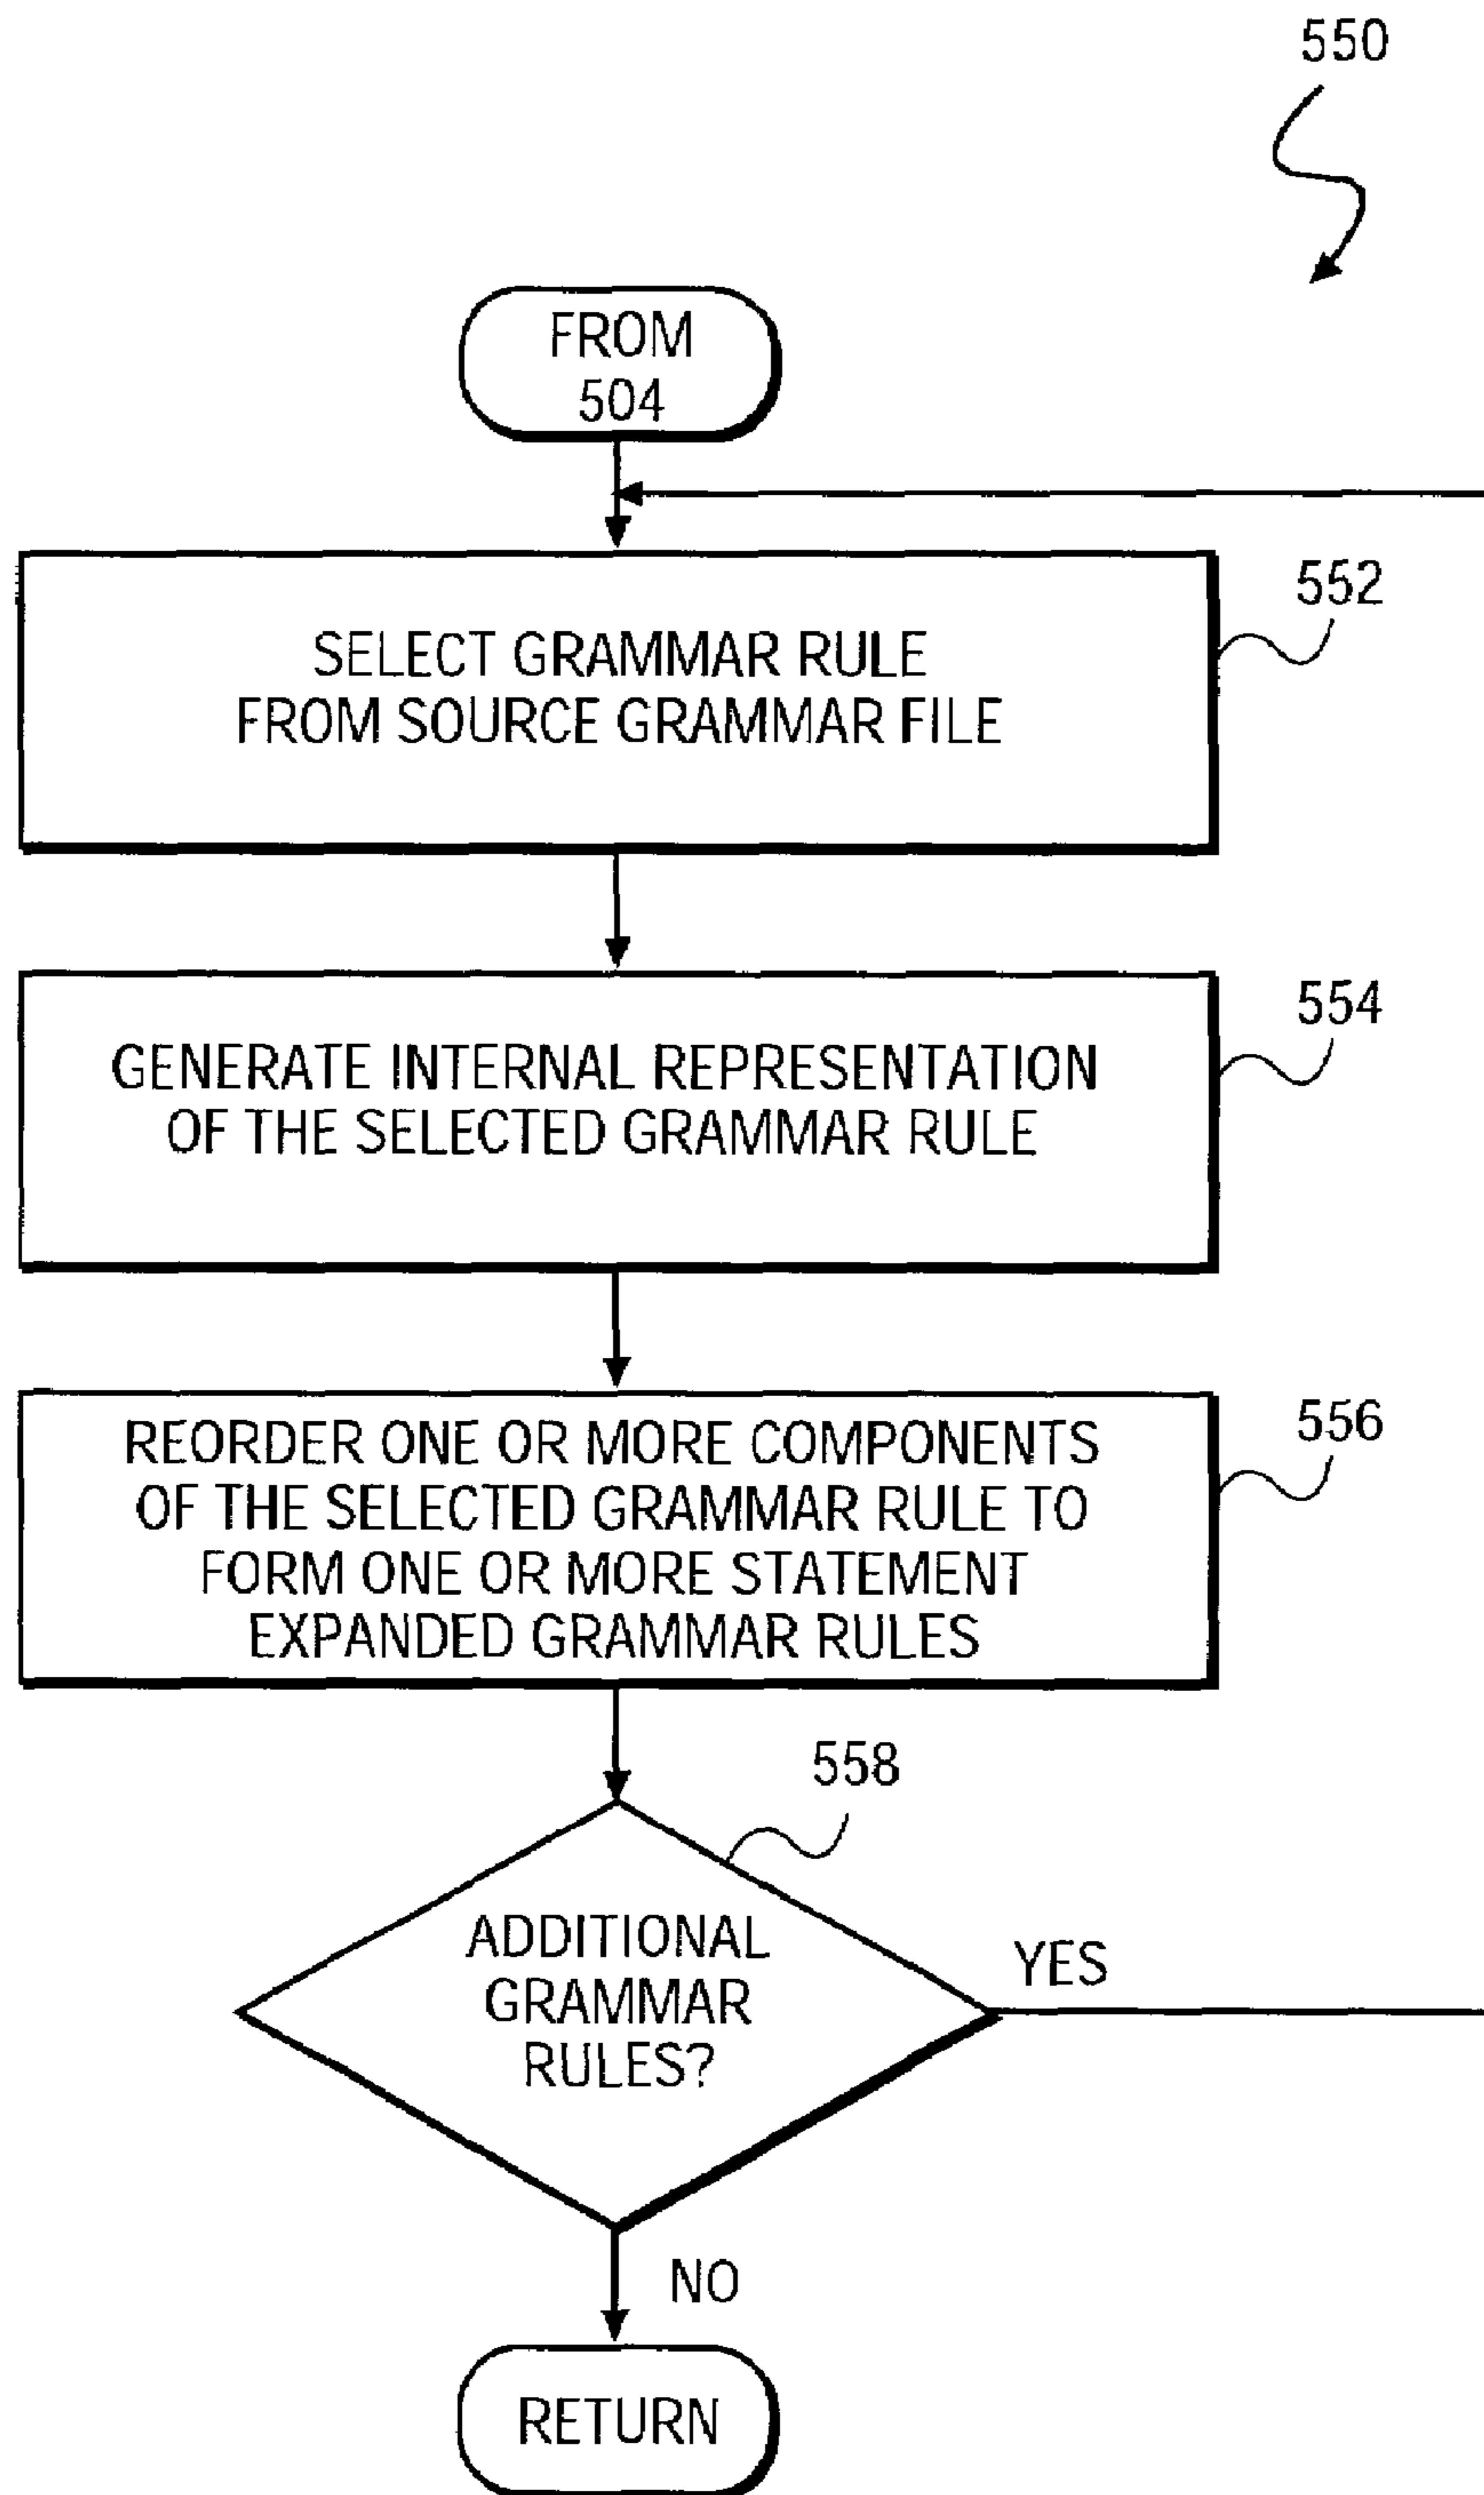 550
FROM
504
552
SELECT GRAMMAR RULE
FROM SOURCE GRAMMAR FILE
554
GENERATE INTERNAL REPRESENTATION
OF THE SELECTED GRAMMAR RULE
556
REORDER ONE OR MORE COMPONENTS
OF THE SELECTED GRAMMAR RULE TO
FORM ONE OR MORE STATEMENT
EXPANDED GRAMMAR RULES
558
ADDITIONAL
GRAMMAR
RULES?
YES
NO
RETURN